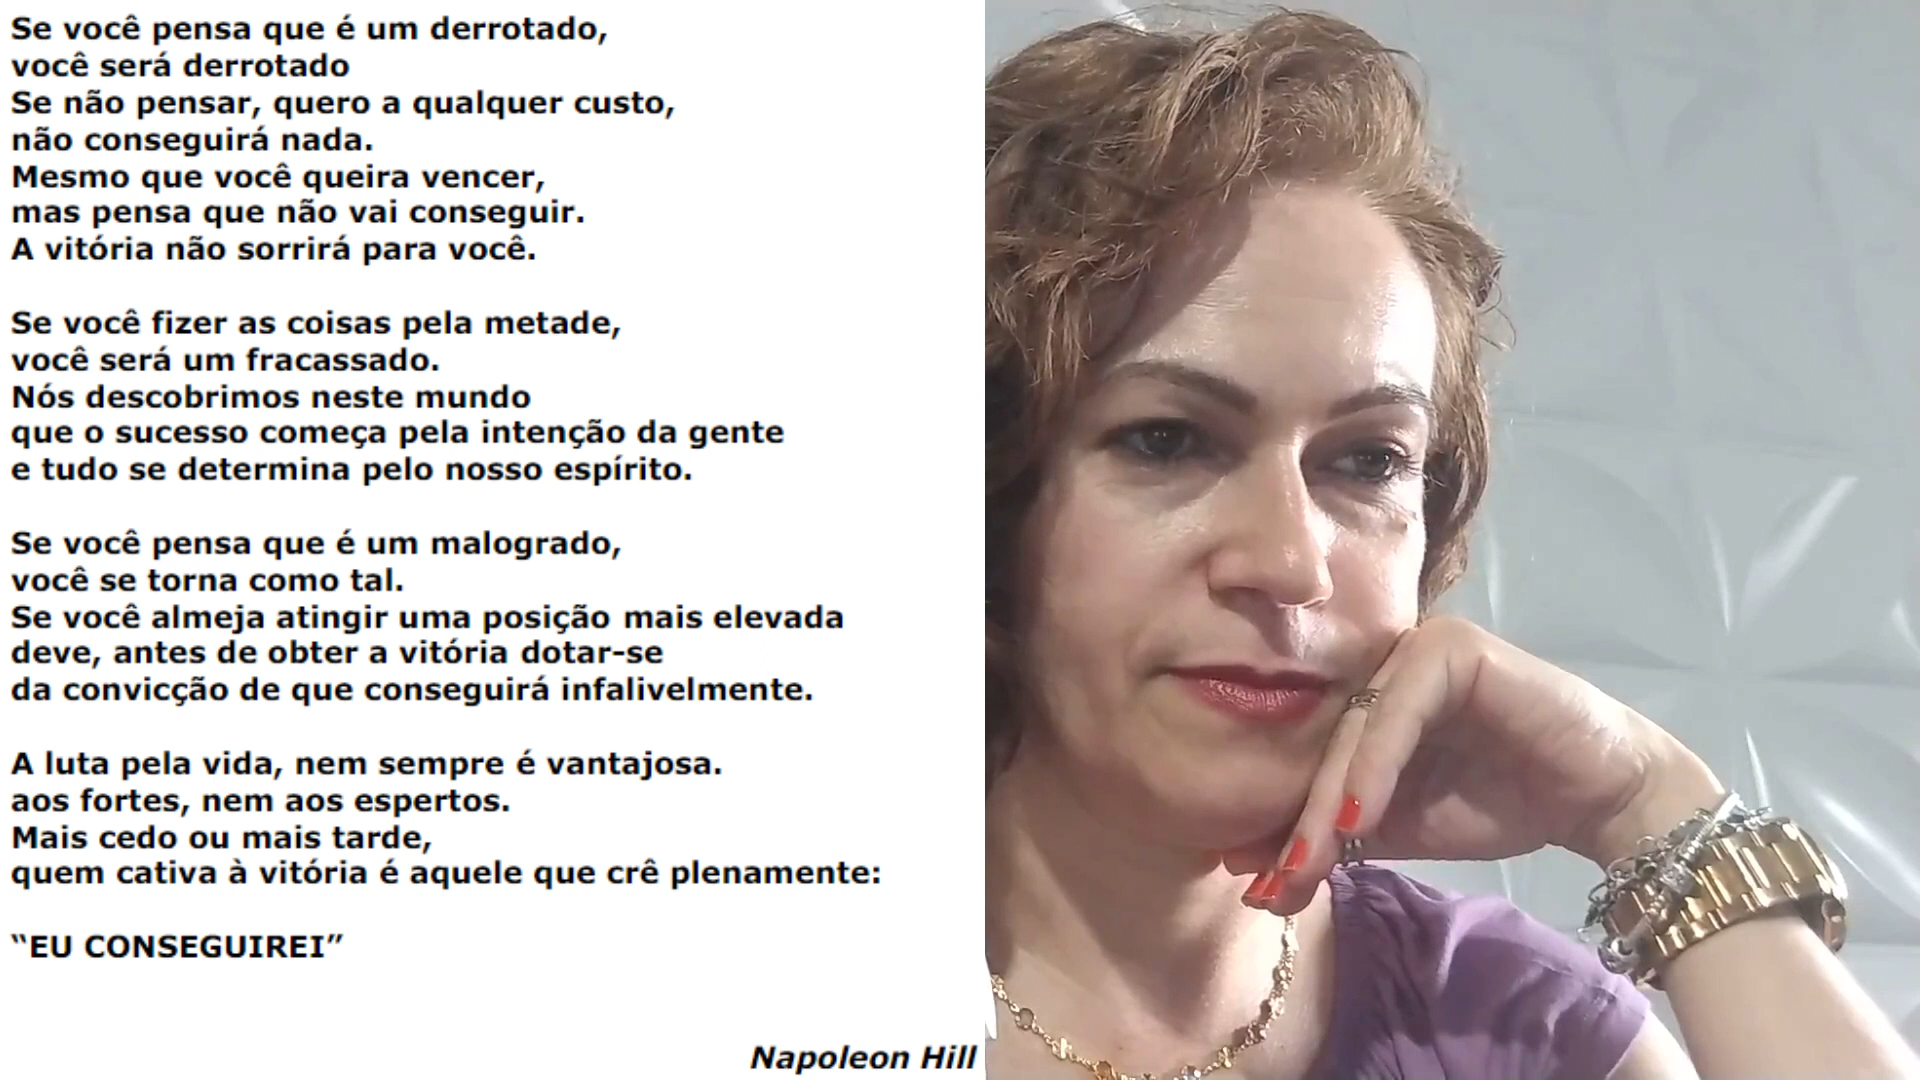 Se você pensa que é um derrotado,
você será derrotado
Se não pensar, quero a qualquer custo,
não conseguirá nada.
Mesmo que você queira vencer,
mas pensa que não vai conseguir.
A vitória não sorrirá para você.
Se você fizer as coisas pela metade,
você será um fracassado.
Nós descobrimos neste mundo
que o sucesso começa pela intenção da gente
e tudo se determina pelo nosso espírito.
Se você pensa que é um malogrado,
você se torna como tal.
Se você almeja atingir uma posição mais elevada
deve, antes de obter a vitória dotar-se
da convicção de que conseguirá infalivelmente.
A luta pela vida, nem sempre é vantajosa.
aos fortes, nem aos espertos.
Mais cedo ou mais tarde,
quem cativa à vitória é aquele que crê plenamente:
“EU CONSEGUIREI”
Napoleon Hill